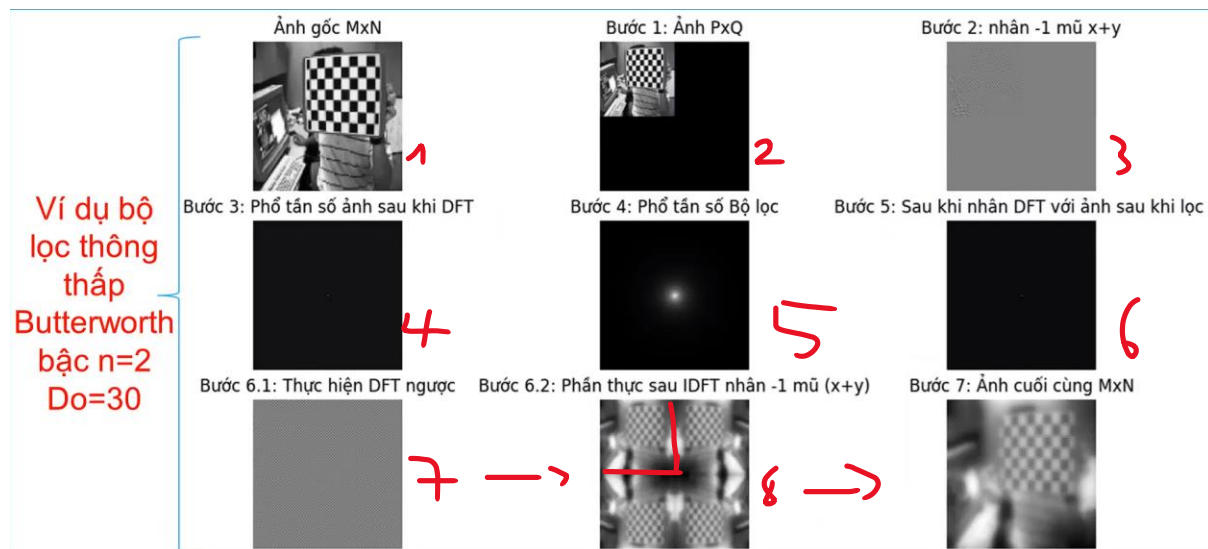 Ví dụ bộ
lọc thông
thấp
Butterworth
bậc n=2
Do=30
Ảnh gốc MxN
1
Bước 1: Ảnh PxQ
2
Bước 2: nhân -1 mũ x+y
3
Bước 3: Phổ tần số ảnh sau khi DFT
4
Bước 4: Phổ tần số Bộ lọc
5
Bước 5: Sau khi nhân DFT với ảnh sau khi lọc
6
Bước 6.1: Thực hiện DFT ngược
7
Bước 6.2: Phần thực sau IDFT nhân -1 mũ (x+y)
8
Bước 7: Ảnh cuối cùng MxN